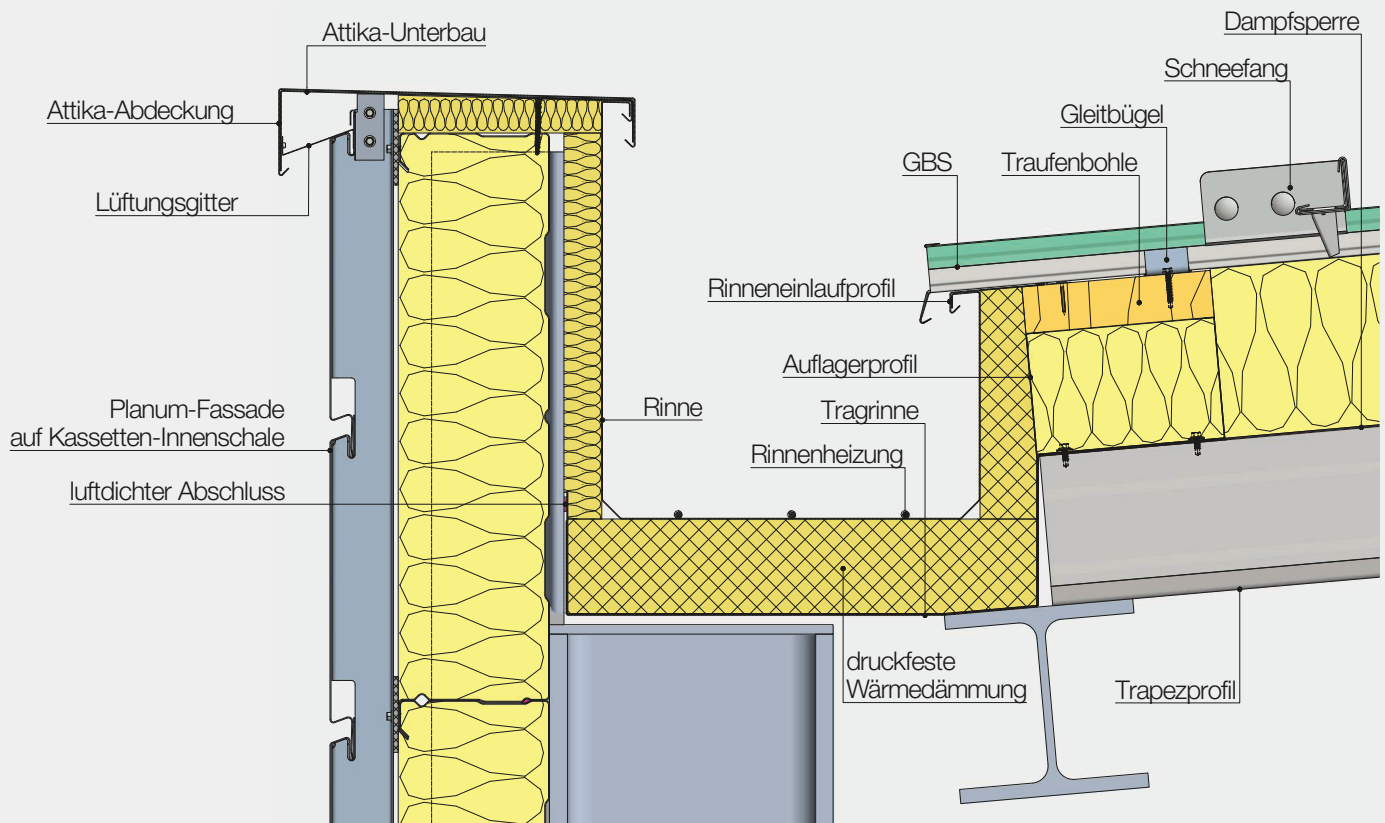 Attika-Unterbau
Dampfsperre
Schneefang
Attika-Abdeckung
Gleitbügel
GBS
Traufenbohle
Lüftungsgitter
Rinneneinlaufprofil
Auflagerprofil
Planum-Fassade
auf Kassetten-Innenschale
Rinne
Tragrinne
Rinnenheizung
luftdichter Abschluss
druckfeste
Wärmedämmung
Trapezprofil